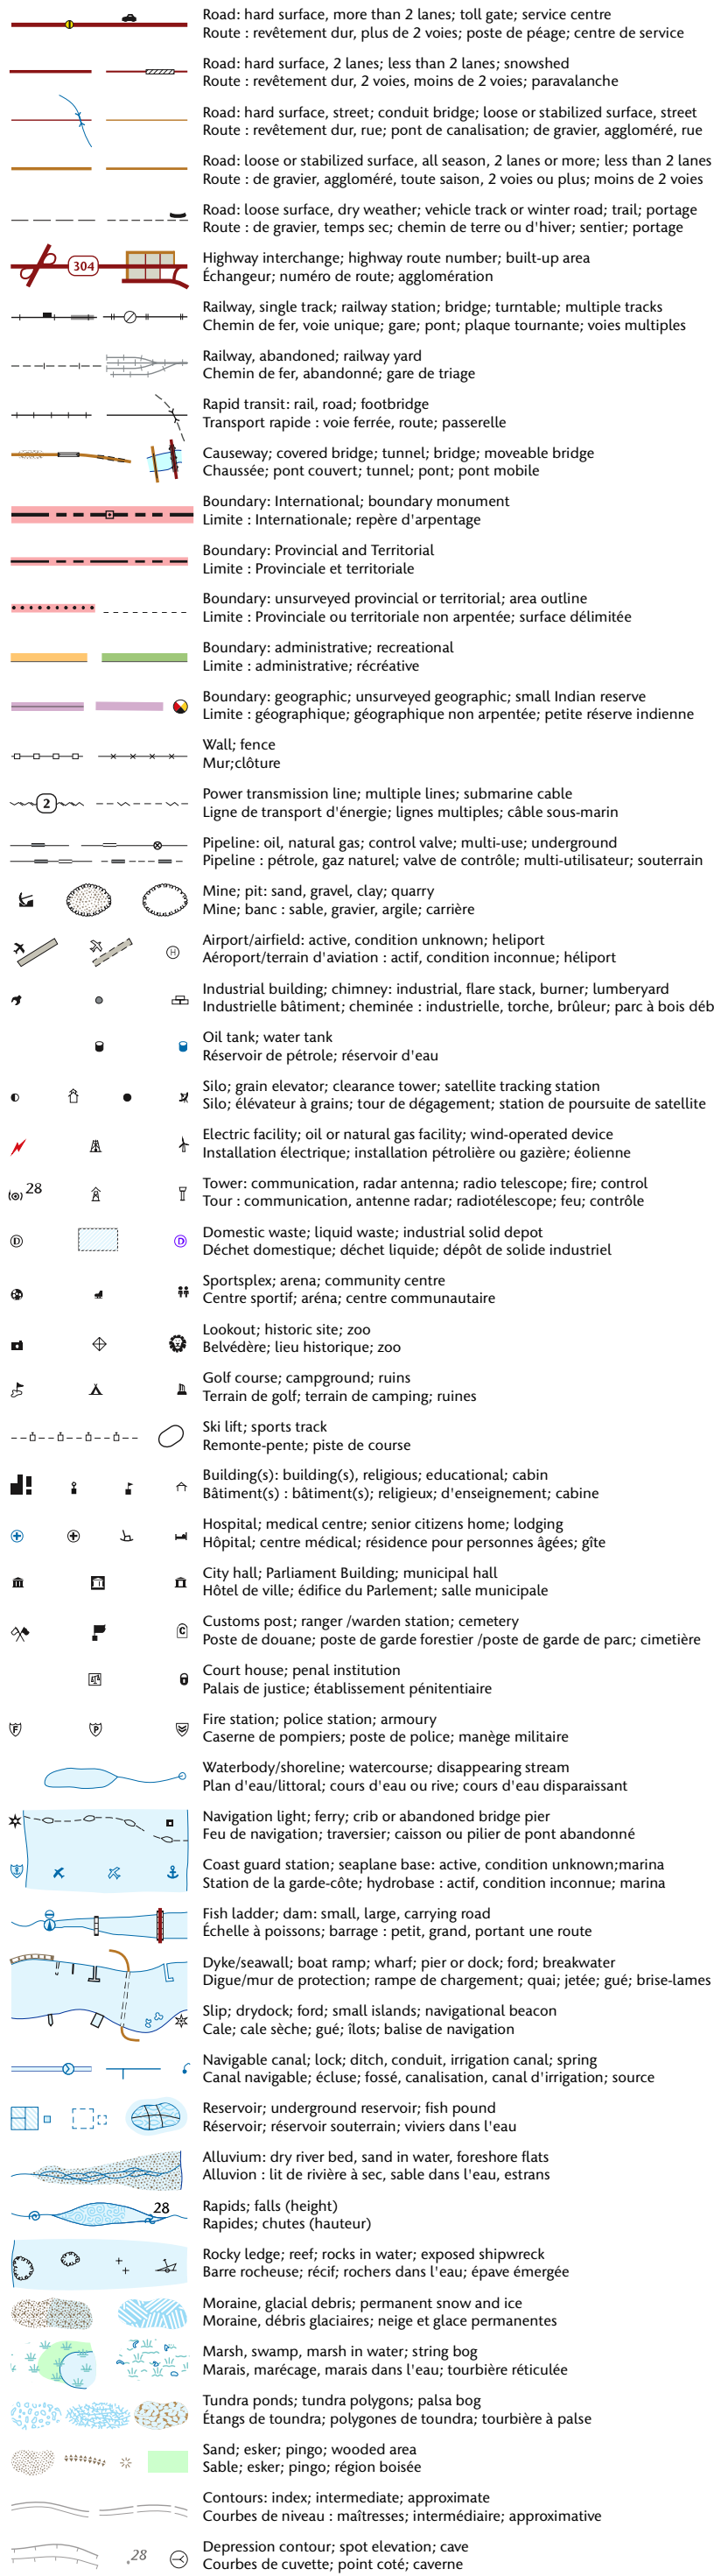 Road: hard surface, more than 2 lanes; toll gate; service centre
Route : revêtement dur, plus de 2 voies; poste de péage; centre de service
Road: hard surface, 2 lanes; less than 2 lanes; snowshed
Route : revêtement dur, 2 voies, moins de 2 voies; paravalanche
Road: hard surface, street; conduit bridge; loose or stabilized surface, street
Route : revêtement dur, rue; pont de canalisation; de gravier, aggloméré, rue
Road: loose or stabilized surface, all season, 2 lanes or more; less than 2 lanes
Route : de gravier, aggloméré, toute saison, 2 voies ou plus; moins de 2 voies
Road: loose surface, dry weather; vehicle track or winter road; trail; portage
Route : de gravier, temps sec; chemin de terre ou d'hiver; sentier; portage
304
Highway interchange; highway route number; built-up area
Échangeur; numéro de route; agglomération
Railway, single track; railway station; bridge; turntable; multiple tracks
Chemin de fer, voie unique; gare; pont; plaque tournante; voies multiples
Railway, abandoned; railway yard
Chemin de fer, abandonné; gare de triage
Rapid transit: rail, road; footbridge
Transport rapide : voie ferrée, route; passerelle
Causeway; covered bridge; tunnel; bridge; moveable bridge
Chaussée; pont couvert; tunnel; pont; pont mobile
Boundary: International; boundary monument
Limite : Internationale; repère d'arpentage
Boundary: Provincial and Territorial
Limite : Provinciale et territoriale
Boundary: unsurveyed provincial or territorial; area outline
Limite : Provinciale ou territoriale non arpentée; surface délimitée
Boundary: administrative; recreational
Limite : administrative; récréative
Boundary: geographic; unsurveyed geographic; small Indian reserve
Limite : géographique; géographique non arpentée; petite réserve indienne
Wall; fence
Mur;clôture
2
Power transmission line; multiple lines; submarine cable
Ligne de transport d'énergie; lignes multiples; câble sous-marin
Pipeline: oil, natural gas; control valve; multi-use; underground
Pipeline : pétrole, gaz naturel; valve de contrôle; multi-utilisateur; souterrain
Mine; pit: sand, gravel, clay; quarry
Mine; banc : sable, gravier, argile; carrière
H
Airport/airfield: active, condition unknown; heliport
Aéroport/terrain d'aviation : actif, condition inconnue; héliport
Industrial building; chimney: industrial, flare stack, burner; lumberyard
Industrielle bâtiment; cheminée : industrielle, torche, brûleur; parc à bois déb
Oil tank; water tank
Réservoir de pétrole; réservoir d'eau
Silo; grain elevator; clearance tower; satellite tracking station
Silo; élévateur à grains; tour de dégagement; station de poursuite de satellite
Electric facility; oil or natural gas facility; wind-operated device
Installation électrique; installation pétrolière ou gazière; éolienne
28
Tower: communication, radar antenna; radio telescope; fire; control
Tour : communication, antenne radar; radiotélescope; feu; contrôle
D
D
Domestic waste; liquid waste; industrial solid depot
Déchet domestique; déchet liquide; dépôt de solide industriel
Sportsplex; arena; community centre
Centre sportif; aréna; centre communautaire
Lookout; historic site; zoo
Belvédère; lieu historique; zoo
Golf course; campground; ruins
Terrain de golf; terrain de camping; ruines
Ski lift; sports track
Remonte-pente; piste de course
Building(s): building(s), religious; educational; cabin
Bâtiment(s) : bâtiment(s); religieux; d'enseignement; cabine
Hospital; medical centre; senior citizens home; lodging
Hôpital; centre médical; résidence pour personnes âgées; gîte
City hall; Parliament Building; municipal hall
Hôtel de ville; édifice du Parlement; salle municipale
C
Customs post; ranger /warden station; cemetery
Poste de douane; poste de garde forestier /poste de garde de parc; cimetière
Court house; penal institution
Palais de justice; établissement pénitentiaire
F
P
Fire station; police station; armoury
Caserne de pompiers; poste de police; manège militaire
Waterbody/shoreline; watercourse; disappearing stream
Plan d'eau/littoral; cours d'eau ou rive; cours d'eau disparaissant
Navigation light; ferry; crib or abandoned bridge pier
Feu de navigation; traversier; caisson ou pilier de pont abandonné
Coast guard station; seaplane base: active, condition unknown;marina
Station de la garde-côte; hydrobase : actif, condition inconnue; marina
Fish ladder; dam: small, large, carrying road
Échelle à poissons; barrage : petit, grand, portant une route
Dyke/seawall; boat ramp; wharf; pier or dock; ford; breakwater
Digue/mur de protection; rampe de chargement; quai; jetée; gué; brise-lames
Slip; drydock; ford; small islands; navigational beacon
Cale; cale sèche; gué; îlots; balise de navigation
Navigable canal; lock; ditch, conduit, irrigation canal; spring
Canal navigable; écluse; fossé, canalisation, canal d'irrigation; source
Reservoir; underground reservoir; fish pound
Réservoir; réservoir souterrain; viviers dans l'eau
Alluvium: dry river bed, sand in water, foreshore flats
Alluvion : lit de rivière à sec, sable dans l'eau, estrans
28
Rapids; falls (height)
Rapides; chutes (hauteur)
Rocky ledge; reef; rocks in water; exposed shipwreck
Barre rocheuse; récif; rochers dans l'eau; épave émergée
Moraine, glacial debris; permanent snow and ice
Moraine, débris glaciaires; neige et glace permanentes
Marsh, swamp, marsh in water; string bog
Marais, marécage, marais dans l'eau; tourbière réticulée
Tundra ponds; tundra polygons; palsa bog
Étangs de toundra; polygones de toundra; tourbière à palse
Sand; esker; pingo; wooded area
Sable; esker; pingo; région boisée
Contours: index; intermediate; approximate
Courbes de niveau : maîtresses; intermédiaire; approximative
.28
Depression contour; spot elevation; cave
Courbes de cuvette; point coté; caverne